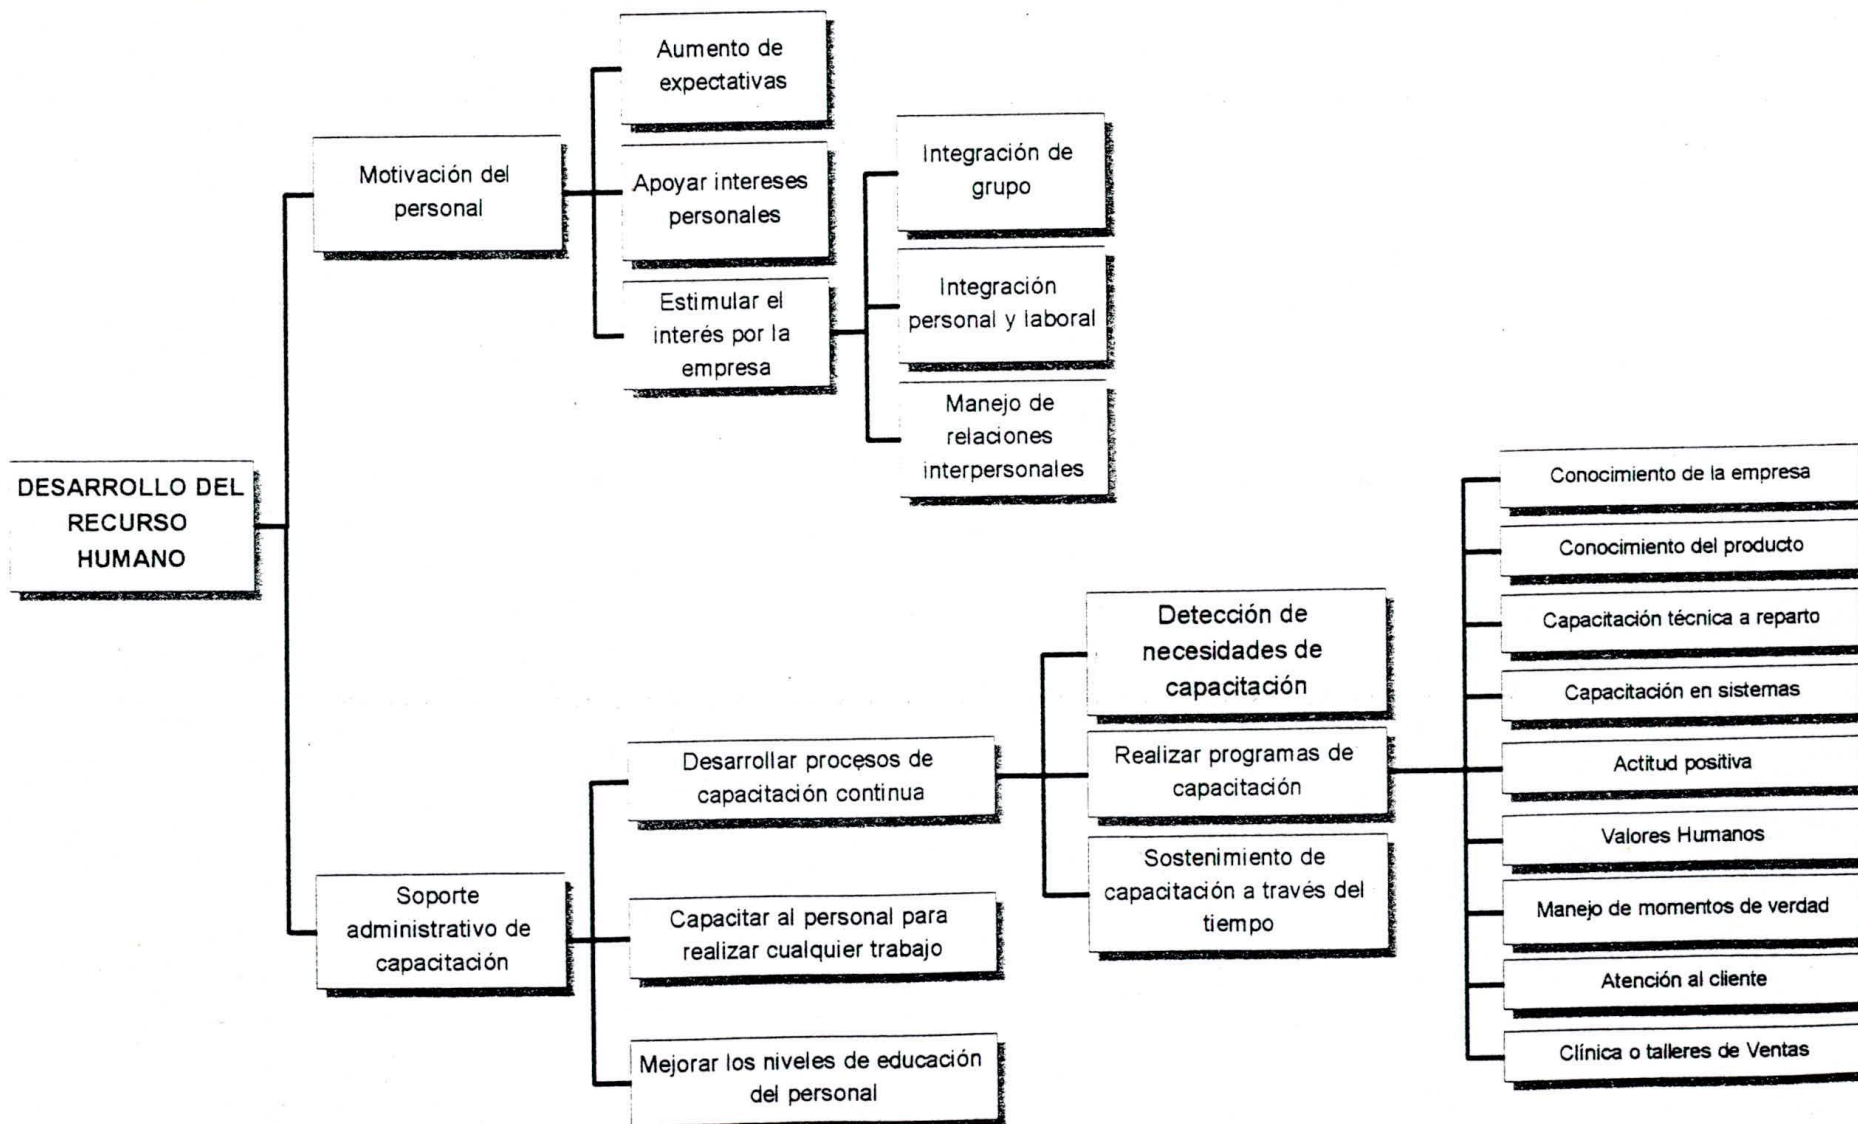 Aumento de
expectativas
Motivación del
personal
Apoyar intereses
personales
Estimular el
interés por la
empresa
Integración de
grupo
Integración
personal y laboral
Manejo de
relaciones
interpersonales
DESARROLLO DEL
RECURSO
HUMANO
Soporte
administrativo de
capacitación
Desarrollar procesos de
capacitación continua
Capacitar al personal para
realizar cualquier trabajo
Mejorar los niveles de educación
del personal
Detección de
necesidades de
capacitación
Realizar programas de
capacitación
Sostenimiento de
capacitación a través del
tiempo
Conocimiento de la empresa
Conocimiento del producto
Capacitación técnica a reparto
Capacitación en sistemas
Actitud positiva
Valores Humanos
Manejo de momentos de verdad
Atención al cliente
Clínica o talleres de Ventas